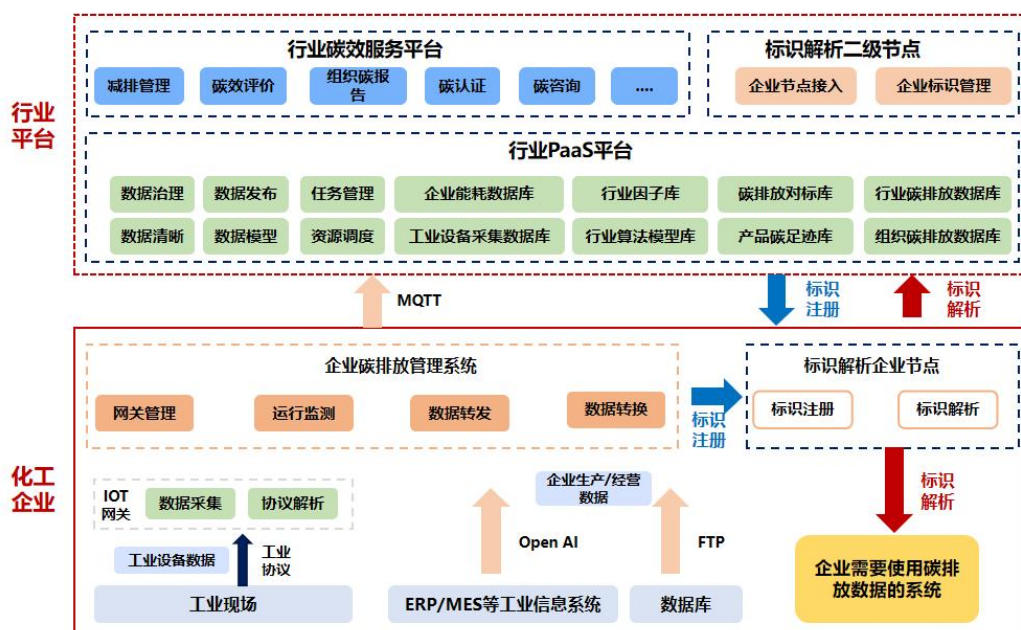 行业碳效服务平台
减排管理
碳效评价
组织碳报
告
碳认证
碳咨询
....
标识解析二级节点
企业节点接入
企业标识管理
行业
平台
行业PaaS平台
数据治理
数据发布
任务管理
企业能耗数据库
行业因子库
碳排放对标库
行业碳排放数据库
数据清晰
数据模型
资源调度
工业设备采集数据库
行业算法模型库
产品碳足迹库
组织碳排放数据库
MQTT
标识
注册
标识
解析
企业碳排放管理系统
网关管理
运行监测
数据转发
数据转换
标识
注册
标识解析企业节点
标识注册
标识解析
化工
企业
IOT
网关
数据采集
协议解析
企业生产/经营
数据
标识
解析
工业设备数据
工业
协议
Open AI
FTP
工业现场
ERP/MES等工业信息系统
数据库
企业需要使用碳排
放数据的系统